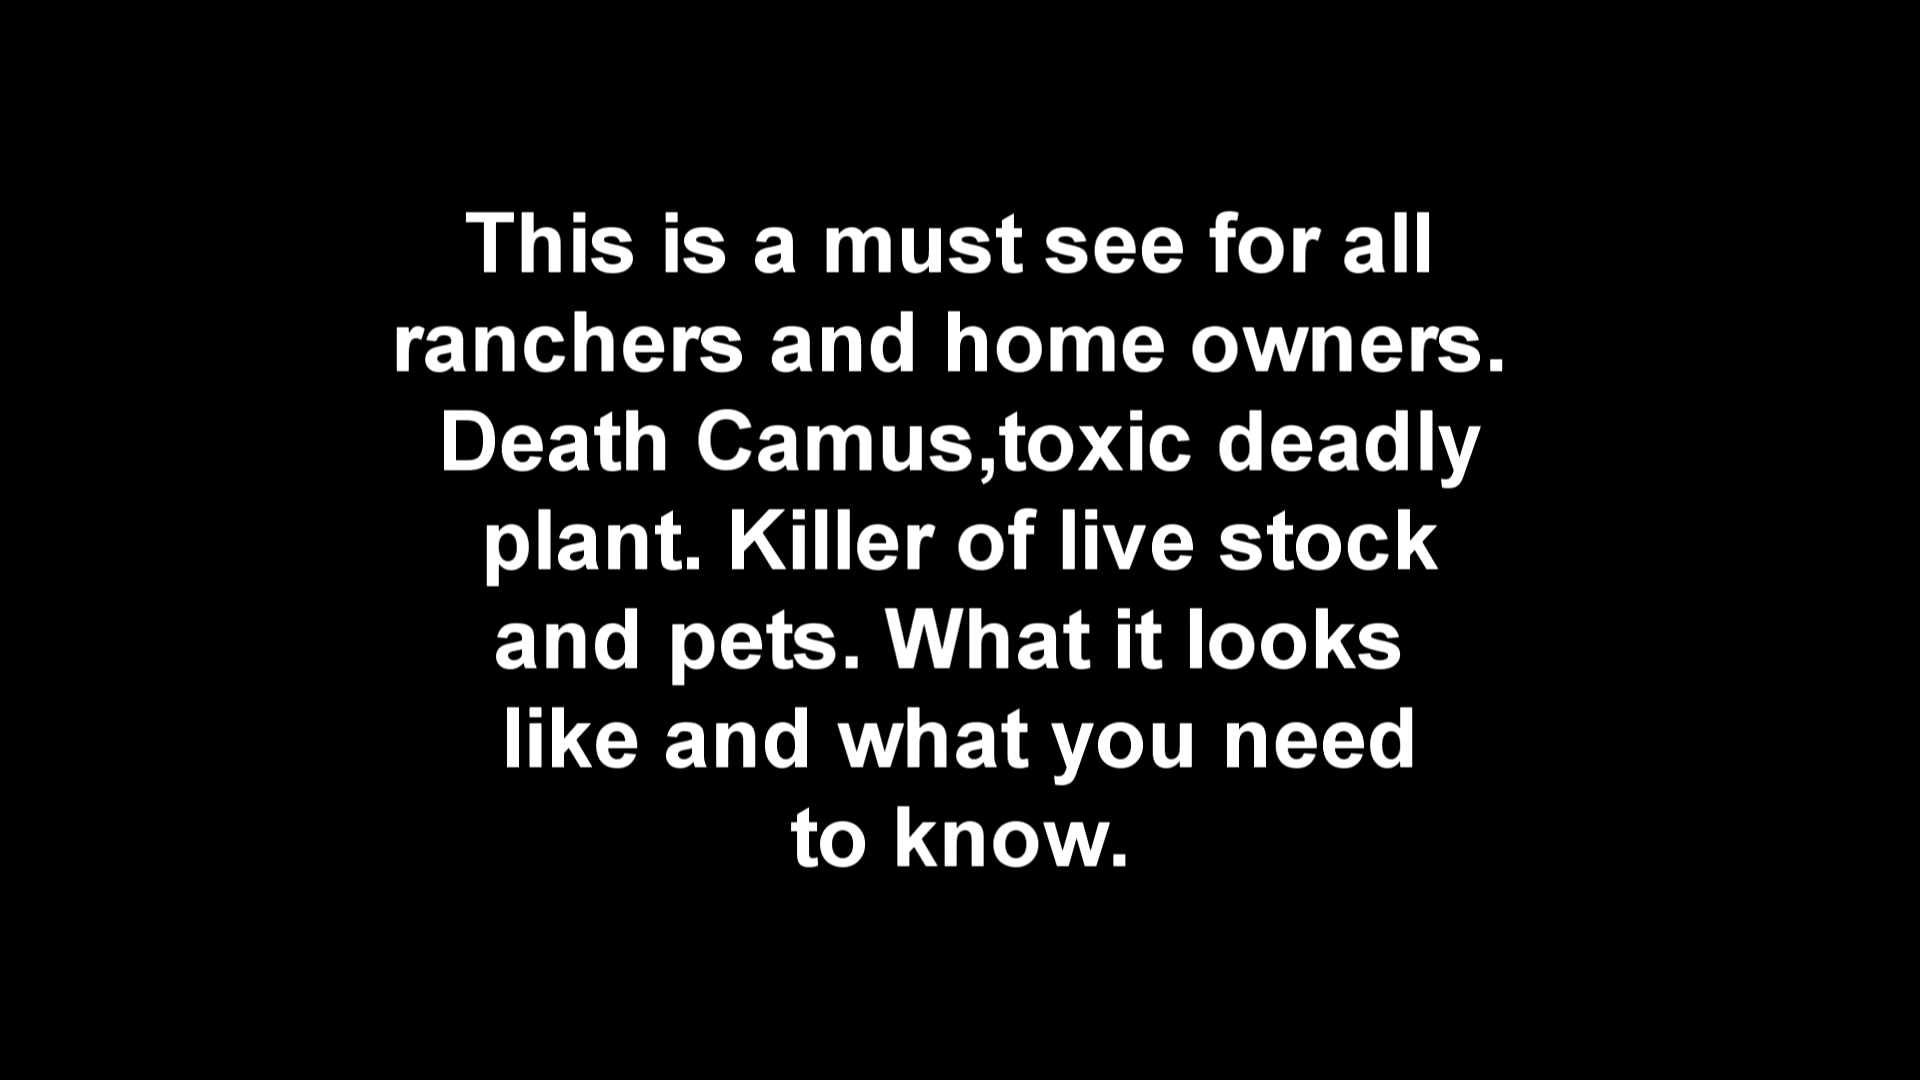 This is a must see for all
ranchers and home owners.
Death Camus,toxic deadly
plant. Killer of live stock
and pets. What it looks
like and what you need
to know.